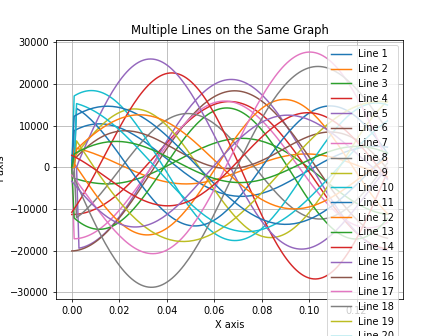 Multiple Lines on the Same Graph
30000
20000
10000
0
−10000
−20000
−30000
0.00
0.02
0.04
0.06
0.08
0.10
X axis
axis
Line 1
Line 2
Line 3
Line 4
Line 5
Line 6
Line 7
Line 8
Line 9
Line 10
Line 11
Line 12
Line 13
Line 14
Line 15
Line 16
Line 17
Line 18
Line 19
Line 20